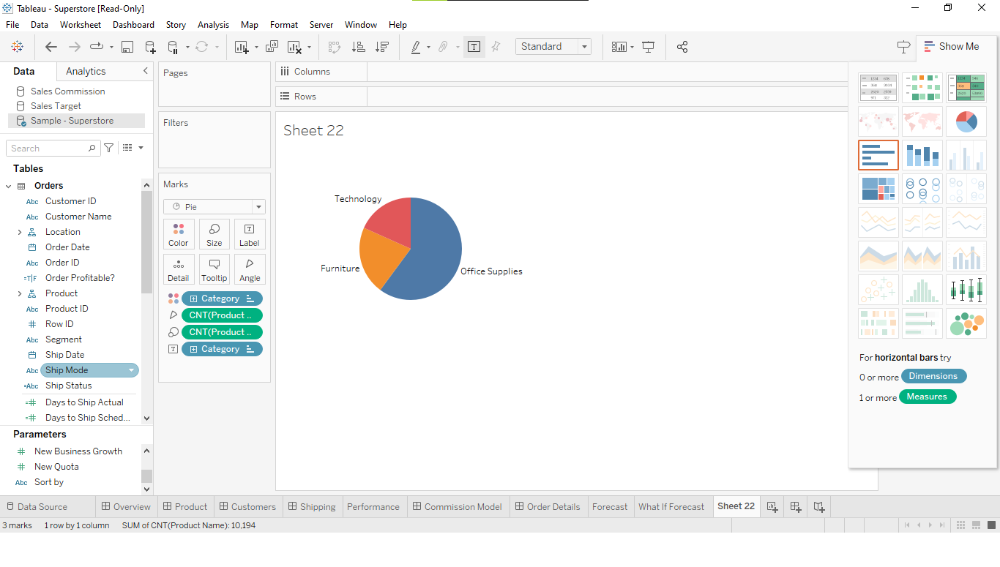 Tableau - Superstore [Read-Only]
File Data Worksheet Dashboard Story Analysis Map Format Server Window Help
Standard
Show Me
Data Analytics
Sales Commission
Sales Target
Sample - Superstore
Search
Tables
Orders
Abc Customer ID
Abc Customer Name
Location
Order Date
Abc Order ID
=T|F Order Profitable?
Product
Abc Product ID
# Row ID
Abc Segment
Ship Date
Abc Ship Mode
=Abc Ship Status
=# Days to Ship Actual
=# Days to Ship Sched...
Parameters
# New Business Growth
# New Quota
Abc Sort by
Pages
Filters
Marks
Pie
Color Size Label
Detail Tooltip Angle
Category
CNT(Product ..
CNT(Product ..
Category
Columns
Rows
Sheet 22
Technology
Furniture
Office Supplies
For horizontal bars try
0 or more Dimensions
1 or more Measures
Data Source Overview Product Customers Shipping Performance Commission Model Order Details Forecast What If Forecast Sheet 22
3 marks 1 row by 1 column SUM of CNT(Product Name): 10,194